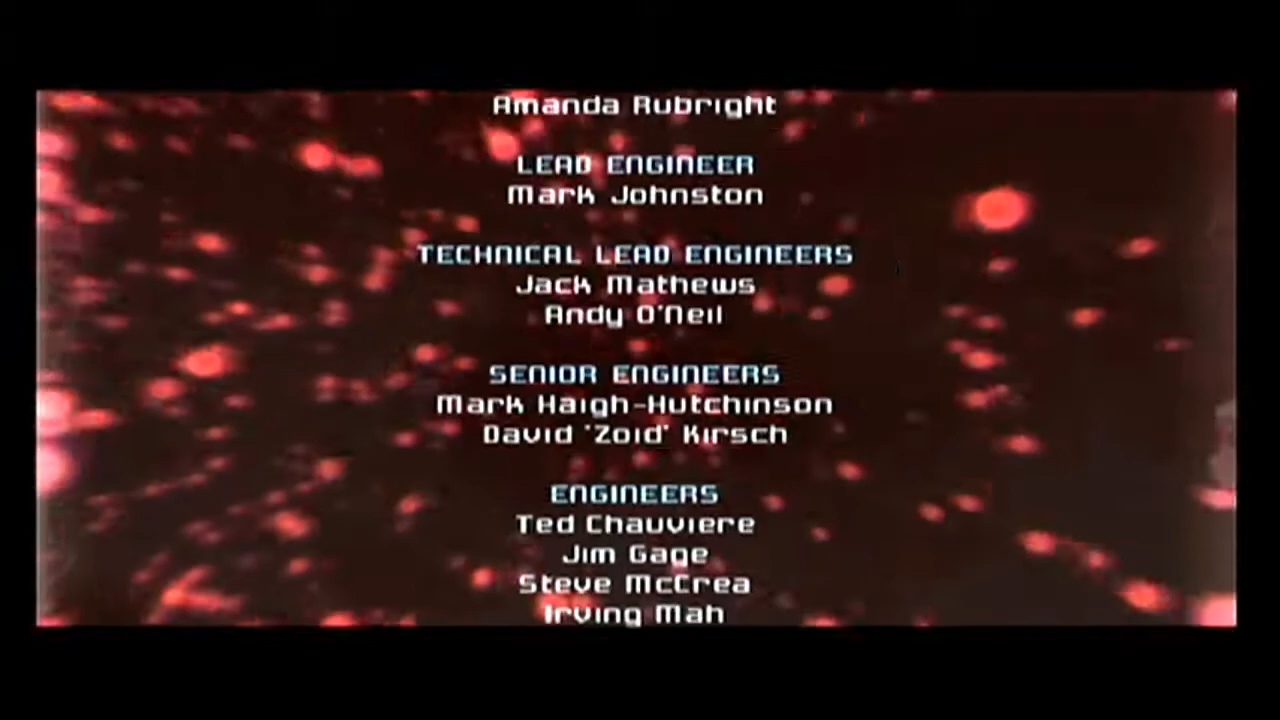 Amanda Rubright
LEAD ENGINEER
Mark Johnston
TECHNICAL LEAD ENGINEERS
Jack Mathews
Andy O'Neil
SENIOR ENGINEERS
Mark Haigh-Hutchinson
David 'Zoid' Kirsch
ENGINEERS
Ted Chauviere
Jim Gage
Steve McCrea
Irving Mah